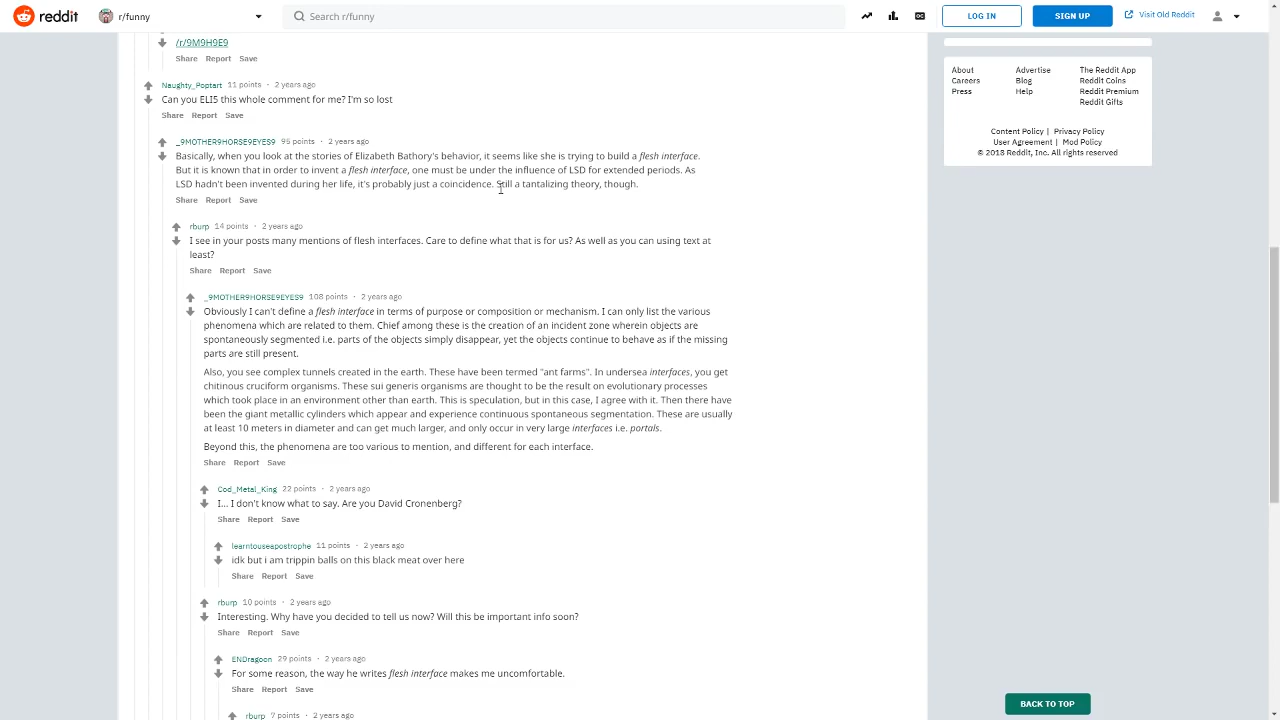 reddit
r/funny
Search r/funny
LOG IN
SIGN UP
Visit Old Reddit
/r/9M9H9E9
Share Report Save
Naughty_Poptart 11 points · 2 years ago
Can you ELI5 this whole comment for me? I'm so lost
Share Report Save
_9MOTHER9HORSE9EYES9 95 points · 2 years ago
Basically, when you look at the stories of Elizabeth Bathory's behavior, it seems like she is trying to build a flesh interface.
But it is known that in order to invent a flesh interface, one must be under the influence of LSD for extended periods. As
LSD hadn't been invented during her life, it's probably just a coincidence. Still a tantalizing theory, though.
Share Report Save
rburp 14 points · 2 years ago
I see in your posts many mentions of flesh interfaces. Care to define what that is for us? As well as you can using text at
least?
Share Report Save
_9MOTHER9HORSE9EYES9 108 points · 2 years ago
Obviously I can't define a flesh interface in terms of purpose or composition or mechanism. I can only list the various
phenomena which are related to them. Chief among these is the creation of an incident zone wherein objects are
spontaneously segmented i.e. parts of the objects simply disappear, yet the objects continue to behave as if the missing
parts are still present.
Also, you see complex tunnels created in the earth. These have been termed "ant farms". In undersea interfaces, you get
chitinous cruciform organisms. These sui generis organisms are thought to be the result on evolutionary processes
which took place in an environment other than earth. This is speculation, but in this case, I agree with it. Then there have
been the giant metallic cylinders which appear and experience continuous spontaneous segmentation. These are usually
at least 10 meters in diameter and can get much larger, and only occur in very large interfaces i.e. portals.
Beyond this, the phenomena are too various to mention, and different for each interface.
Share Report Save
Cod_Metal_King 22 points · 2 years ago
I... I don't know what to say. Are you David Cronenberg?
Share Report Save
learntouseapostrophe 11 points · 2 years ago
idk but i am trippin balls on this black meat over here
Share Report Save
rburp 10 points · 2 years ago
Interesting. Why have you decided to tell us now? Will this be important info soon?
Share Report Save
ENDragoon 29 points · 2 years ago
For some reason, the way he writes flesh interface makes me uncomfortable.
Share Report Save
rburp 7 points · 2 years ago
About Advertise The Reddit App
Careers Blog Reddit Coins
Press Help Reddit Premium
Reddit Gifts
Content Policy | Privacy Policy
User Agreement | Mod Policy
© 2018 Reddit, Inc. All rights reserved
BACK TO TOP